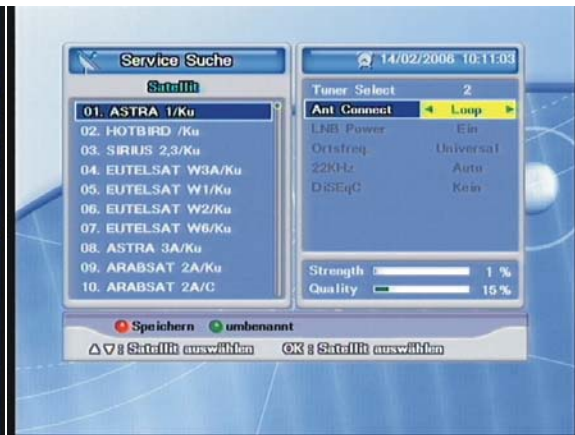 Service Suche
14/02/2006 10:11:03
Satellit
01. ASTRA 1/Ku
02. HOTBIRD /Ku
03. SIRIUS 2,3/Ku
04. EUTELSAT W3A/Ku
05. EUTELSAT W1/Ku
06. EUTELSAT W2/Ku
07. EUTELSAT W6/Ku
08. ASTRA 3A/Ku
09. ARABSAT 2A/Ku
10. ARABSAT 2A/C
Tuner Select 2
Ant Connect Loop
LNB Power Ein
Ortsfreq. Universal
22KHz Auto
DiSEqC Kein
Strength 1 %
Quality 15 %
Speichern umbenannt
△▽ : Satellit auswählen OK : Satellit auswählen